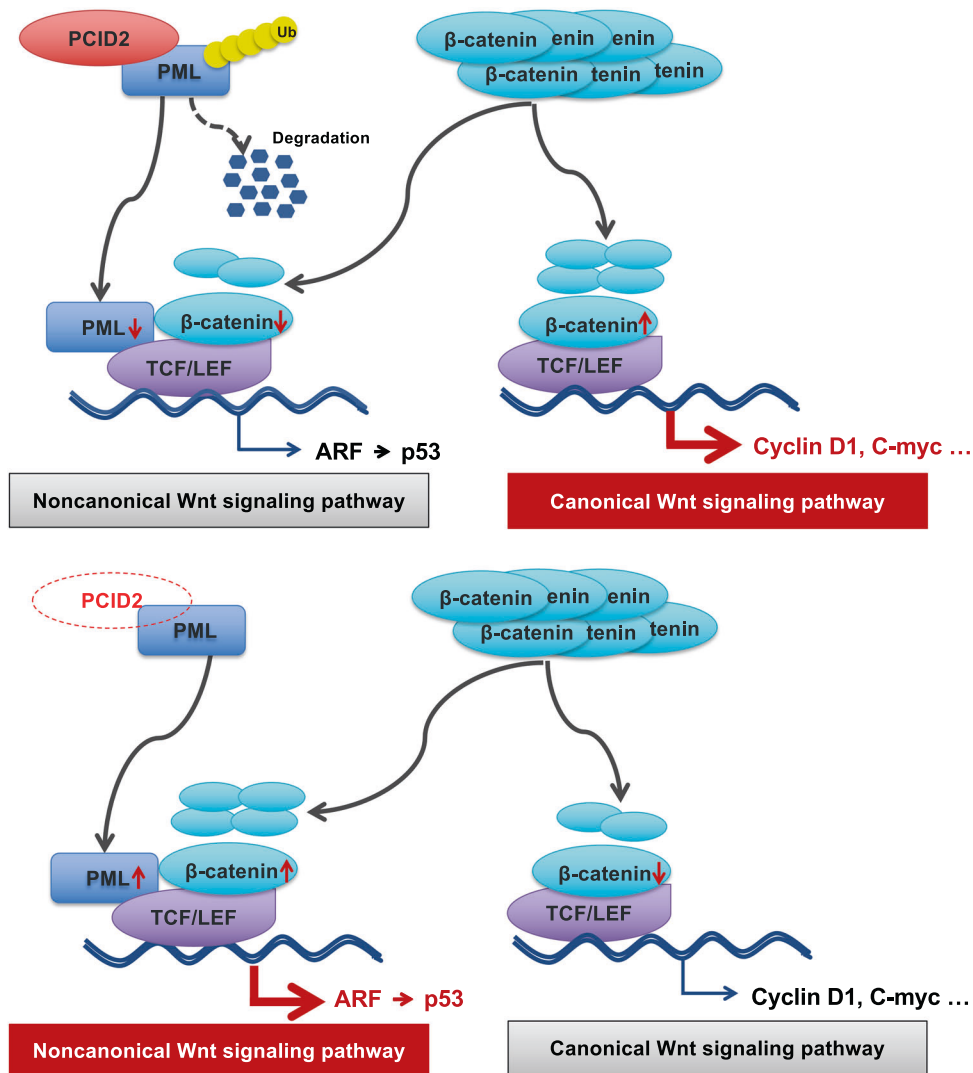 PCID2
PML
Ub
β-catenin enin enin
β-catenin tenin tenin
Degradation
PML
β-catenin
β-catenin
TCF/LEF
TCF/LEF
ARF → p53
Cyclin D1, C-myc ...
Noncanonical Wnt signaling pathway
Canonical Wnt signaling pathway
PCID2
PML
β-catenin enin enin
β-catenin tenin tenin
PML
β-catenin
β-catenin
TCF/LEF
TCF/LEF
ARF → p53
Cyclin D1, C-myc ...
Noncanonical Wnt signaling pathway
Canonical Wnt signaling pathway